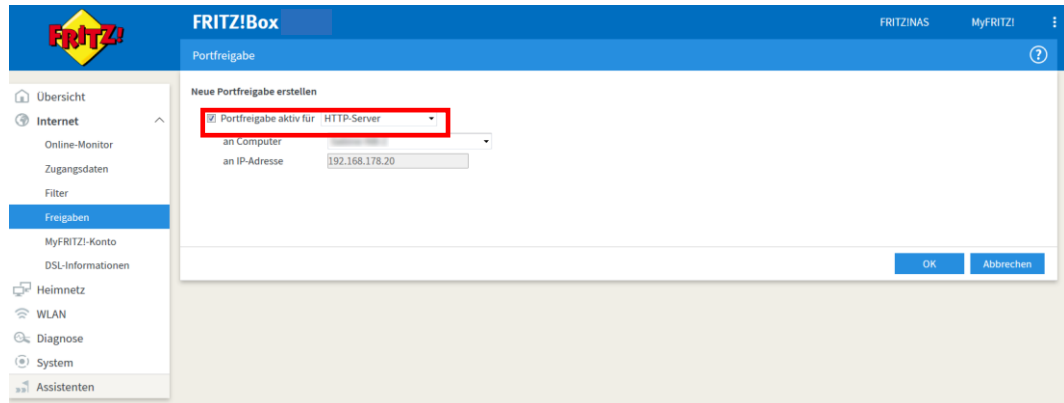 FRITZ!
FRITZ!Box
FRITZ!NAS
MyFRITZ!
Portfreigabe
?
Übersicht
Internet
Online-Monitor
Zugangsdaten
Filter
Freigaben
MyFRITZ!-Konto
DSL-Informationen
Heimnetz
WLAN
Diagnose
System
Assistenten
Neue Portfreigabe erstellen
Portfreigabe aktiv für HTTP-Server
an Computer
an IP-Adresse 192.168.178.20
OK
Abbrechen